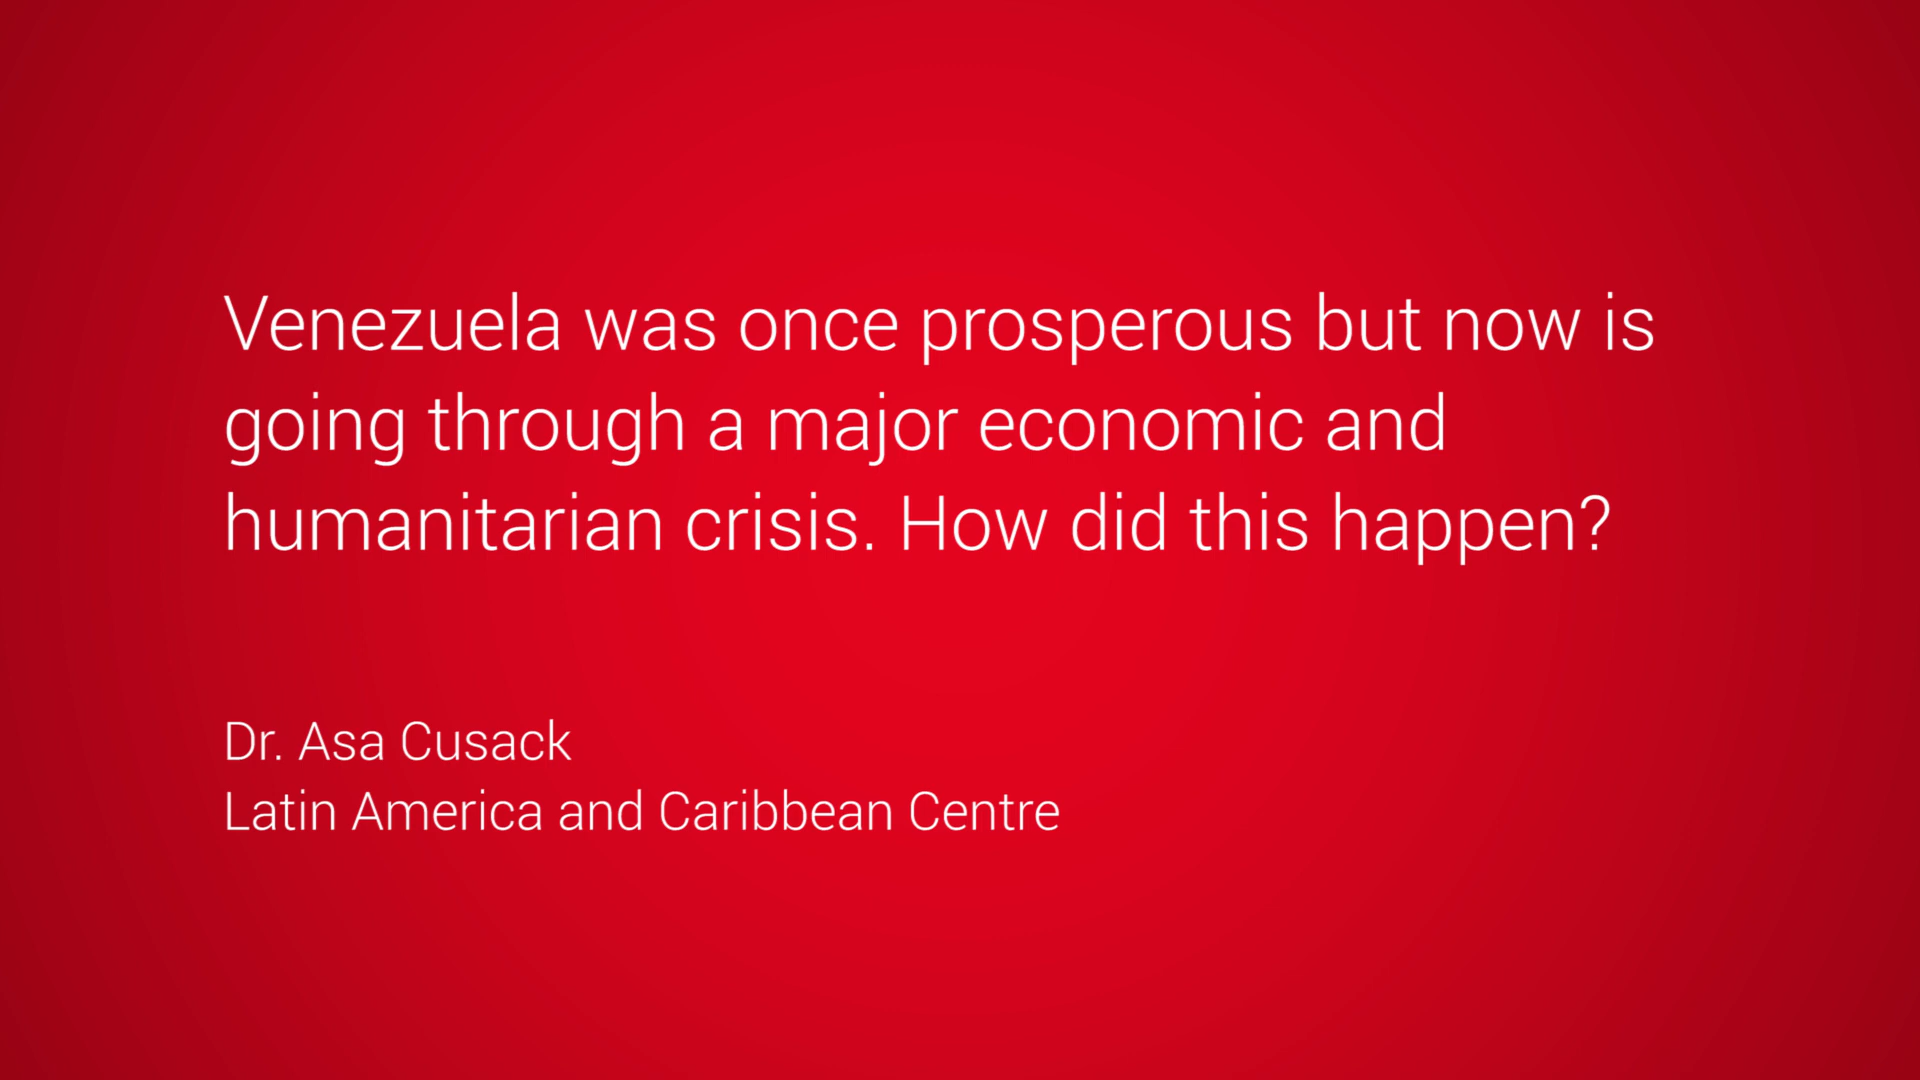 Venezuela was once prosperous but now is
going through a major economic and
humanitarian crisis. How did this happen?
Dr. Asa Cusack
Latin America and Caribbean Centre